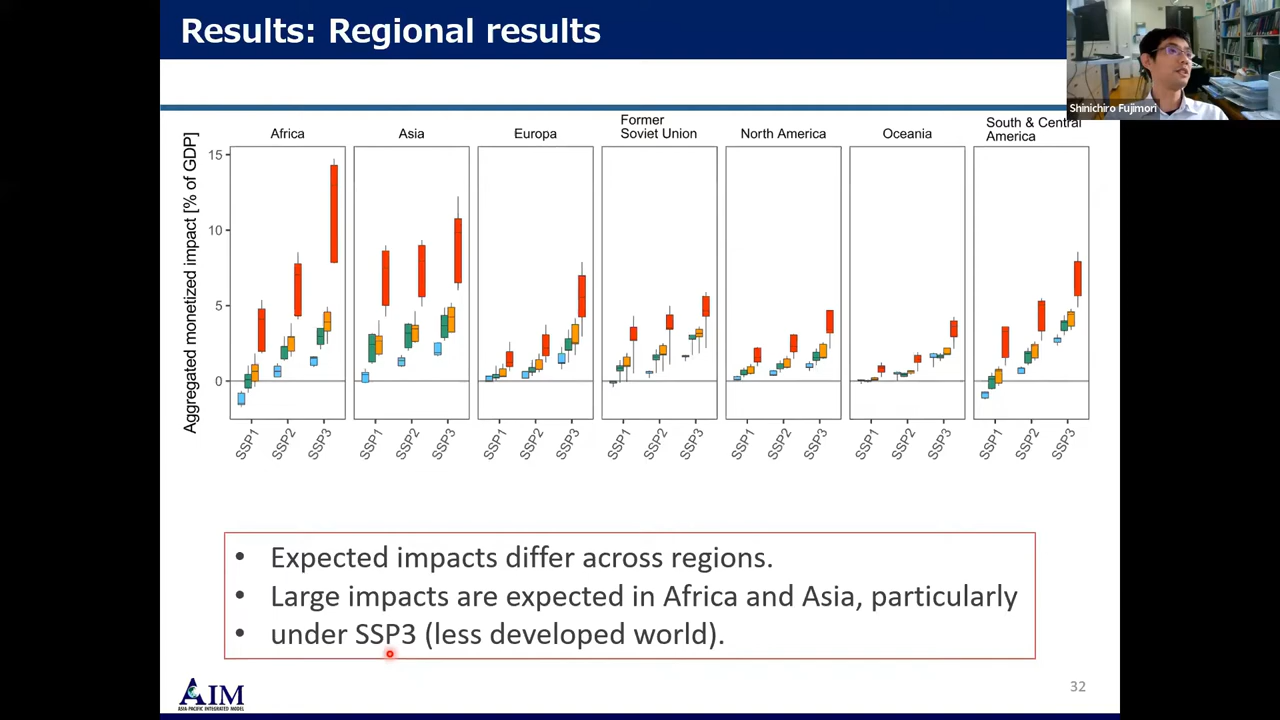 Results: Regional results
Shinichiro Fujimori
Africa
Asia
Europa
Former
Soviet Union
North America
Oceania
South & Central
America
Aggregated monetized impact [% of GDP]
15
10
5
0
SSP1
SSP2
SSP3
SSP1
SSP2
SSP3
SSP1
SSP2
SSP3
SSP1
SSP2
SSP3
SSP1
SSP2
SSP3
SSP1
SSP2
SSP3
SSP1
SSP2
SSP3
• Expected impacts differ across regions.
• Large impacts are expected in Africa and Asia, particularly
• under SSP3 (less developed world).
AIM
ASIA-PACIFIC INTEGRATED MODEL
32